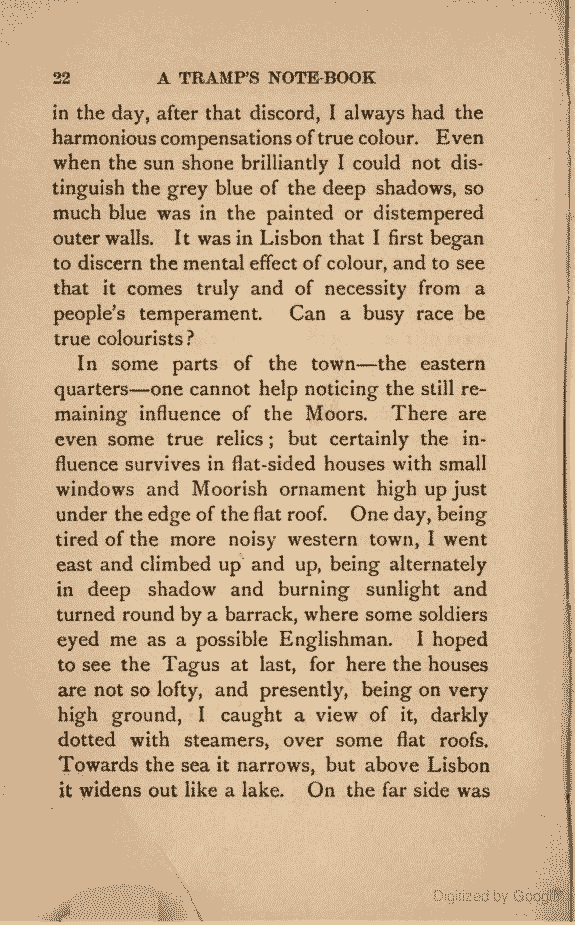 22 A TRAMP'S NOTE-BOOK
in the day, after that discord, I always had the
harmonious compensations of true colour. Even
when the sun shone brilliantly I could not dis-
tinguish the grey blue of the deep shadows, so
much blue was in the painted or distempered
outer walls. It was in Lisbon that I first began
to discern the mental effect of colour, and to see
that it comes truly and of necessity from a
people's temperament. Can a busy race be
true colourists?
In some parts of the town—the eastern
quarters—one cannot help noticing the still re-
maining influence of the Moors. There are
even some true relics; but certainly the in-
fluence survives in flat-sided houses with small
windows and Moorish ornament high up just
under the edge of the flat roof. One day, being
tired of the more noisy western town, I went
east and climbed up and up, being alternately
in deep shadow and burning sunlight and
turned round by a barrack, where some soldiers
eyed me as a possible Englishman. I hoped
to see the Tagus at last, for here the houses
are not so lofty, and presently, being on very
high ground, I caught a view of it, darkly
dotted with steamers, over some flat roofs.
Towards the sea it narrows, but above Lisbon
it widens out like a lake. On the far side was
Digitized by Google